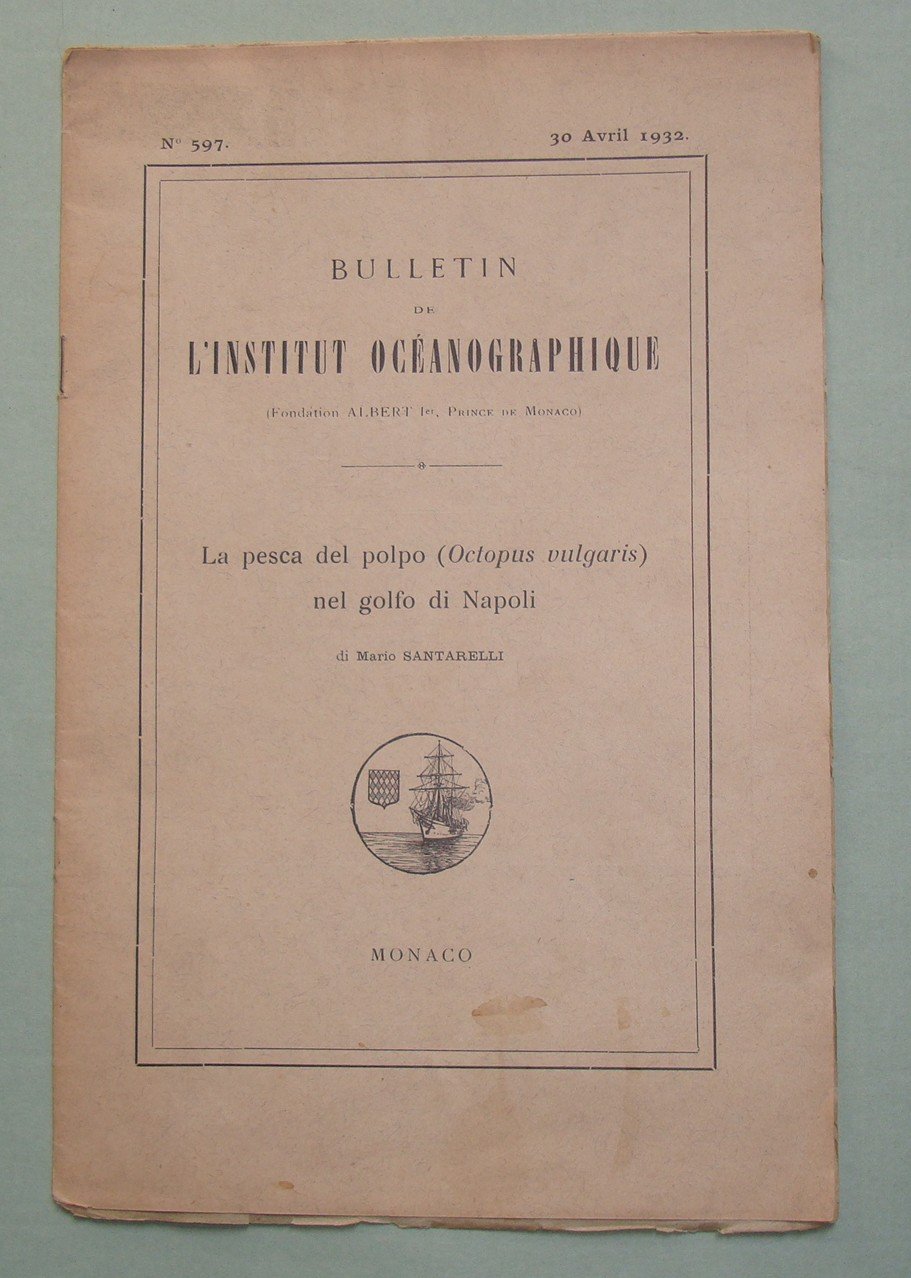 Nº 597.
30 Avril 1932.
BULLETIN
DE
L'INSTITUT OCÉANOGRAPHIQUE
(Fondation ALBERT Ier, PRINCE DE MONACO)
La pesca del polpo (Octopus vulgaris)
nel golfo di Napoli
di Mario SANTARELLI
MONACO